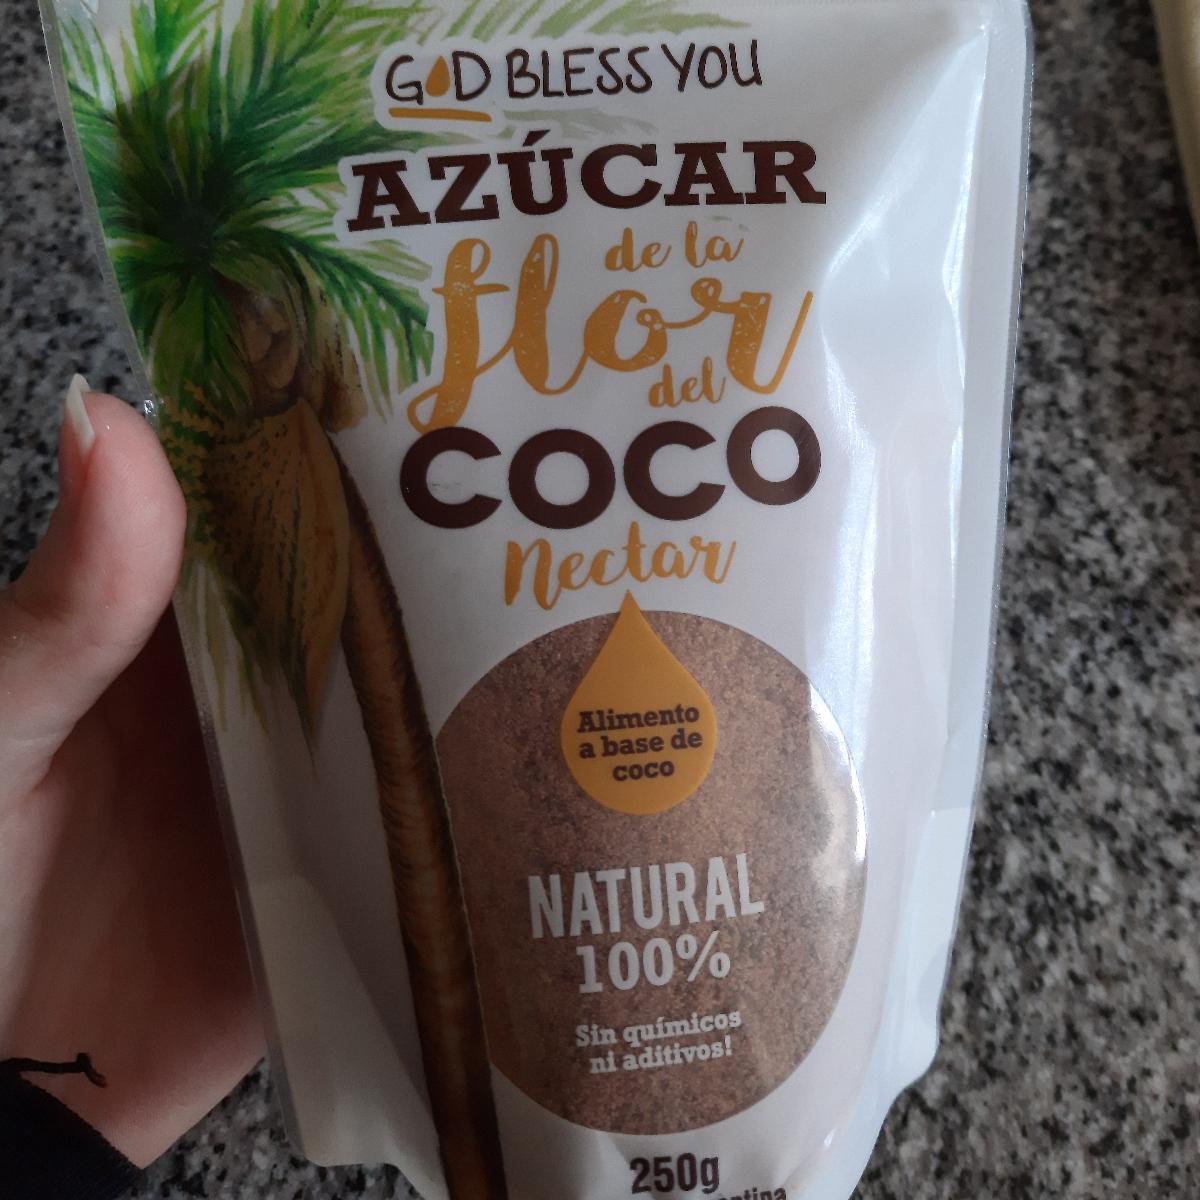 GOD BLESS YOU
AZÚCAR
de la
flor
del
COCO
Nectar
Alimento
a base de
coco
NATURAL
100%
Sin químicos
ni aditivos!
250g